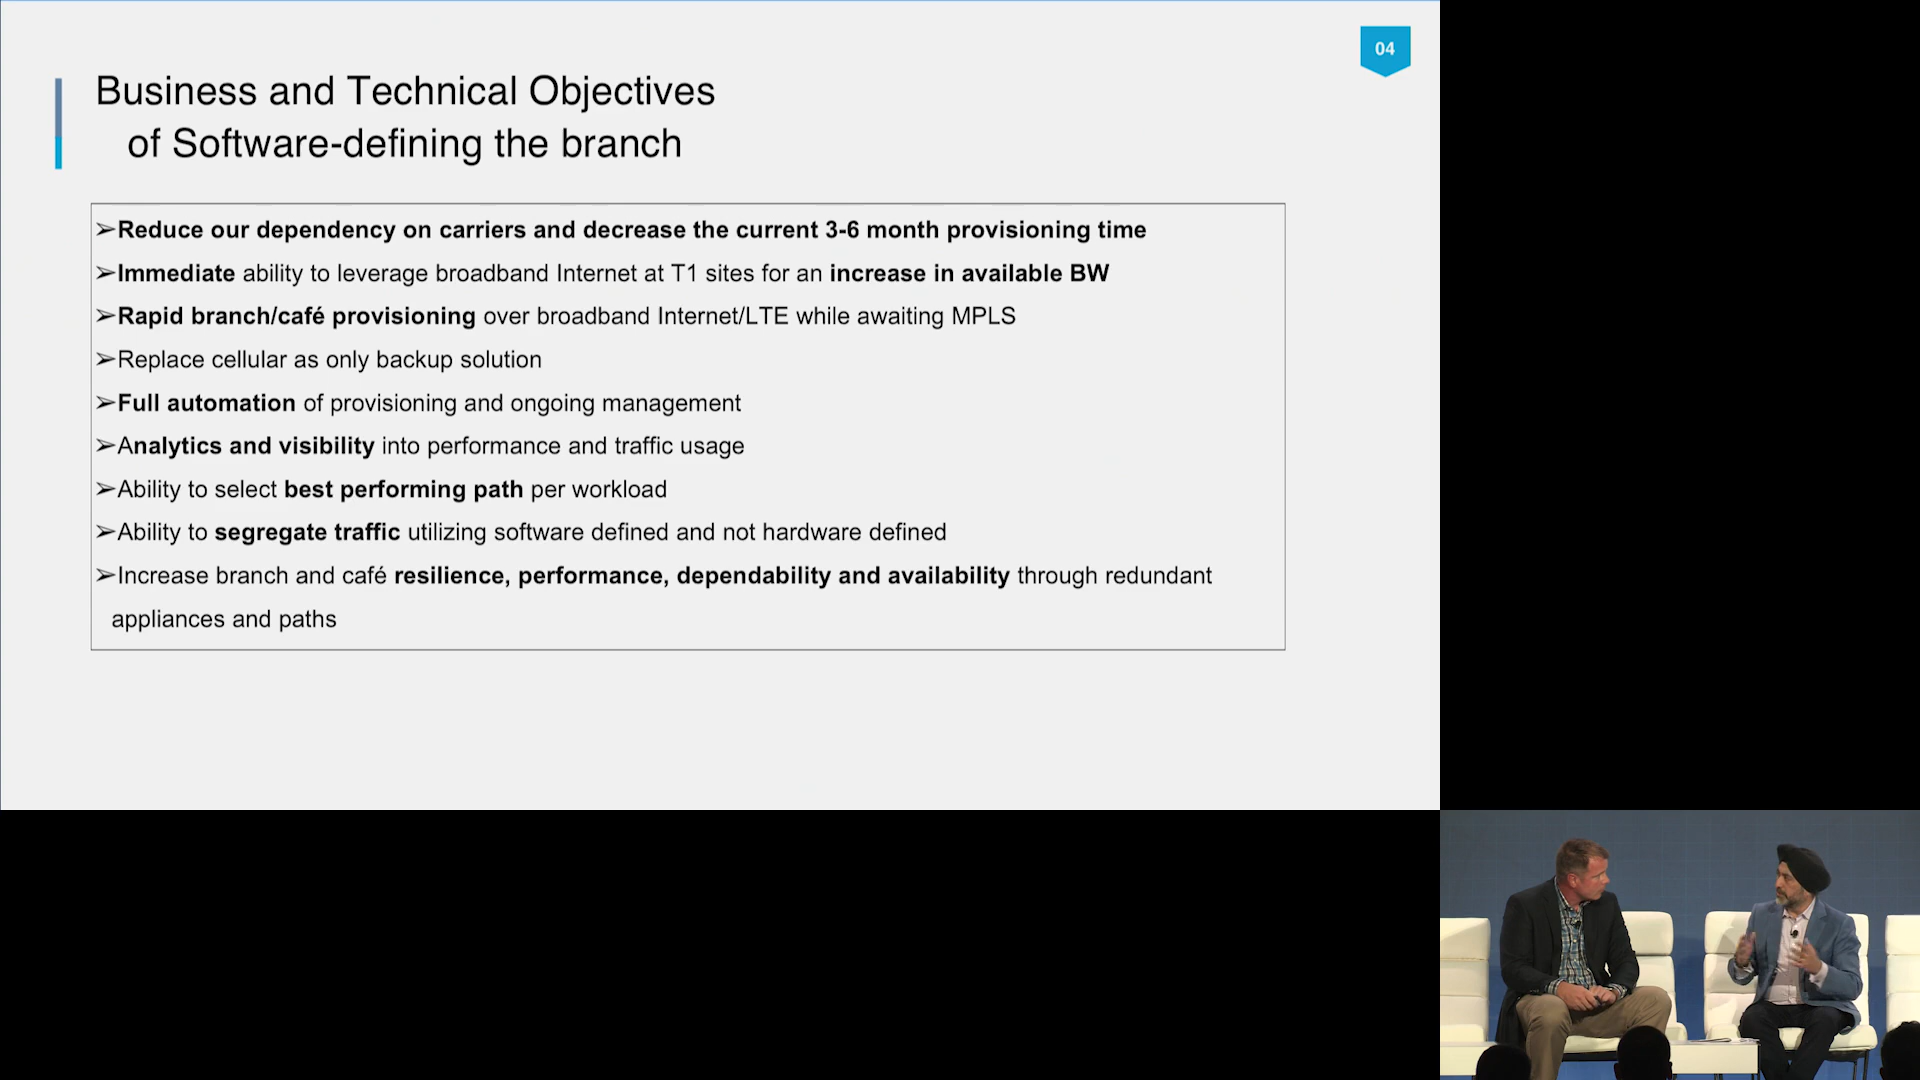 04
Business and Technical Objectives
of Software-defining the branch
➢Reduce our dependency on carriers and decrease the current 3-6 month provisioning time
➢Immediate ability to leverage broadband Internet at T1 sites for an increase in available BW
➢Rapid branch/café provisioning over broadband Internet/LTE while awaiting MPLS
➢Replace cellular as only backup solution
➢Full automation of provisioning and ongoing management
➢Analytics and visibility into performance and traffic usage
➢Ability to select best performing path per workload
➢Ability to segregate traffic utilizing software defined and not hardware defined
➢Increase branch and café resilience, performance, dependability and availability through redundant
appliances and paths